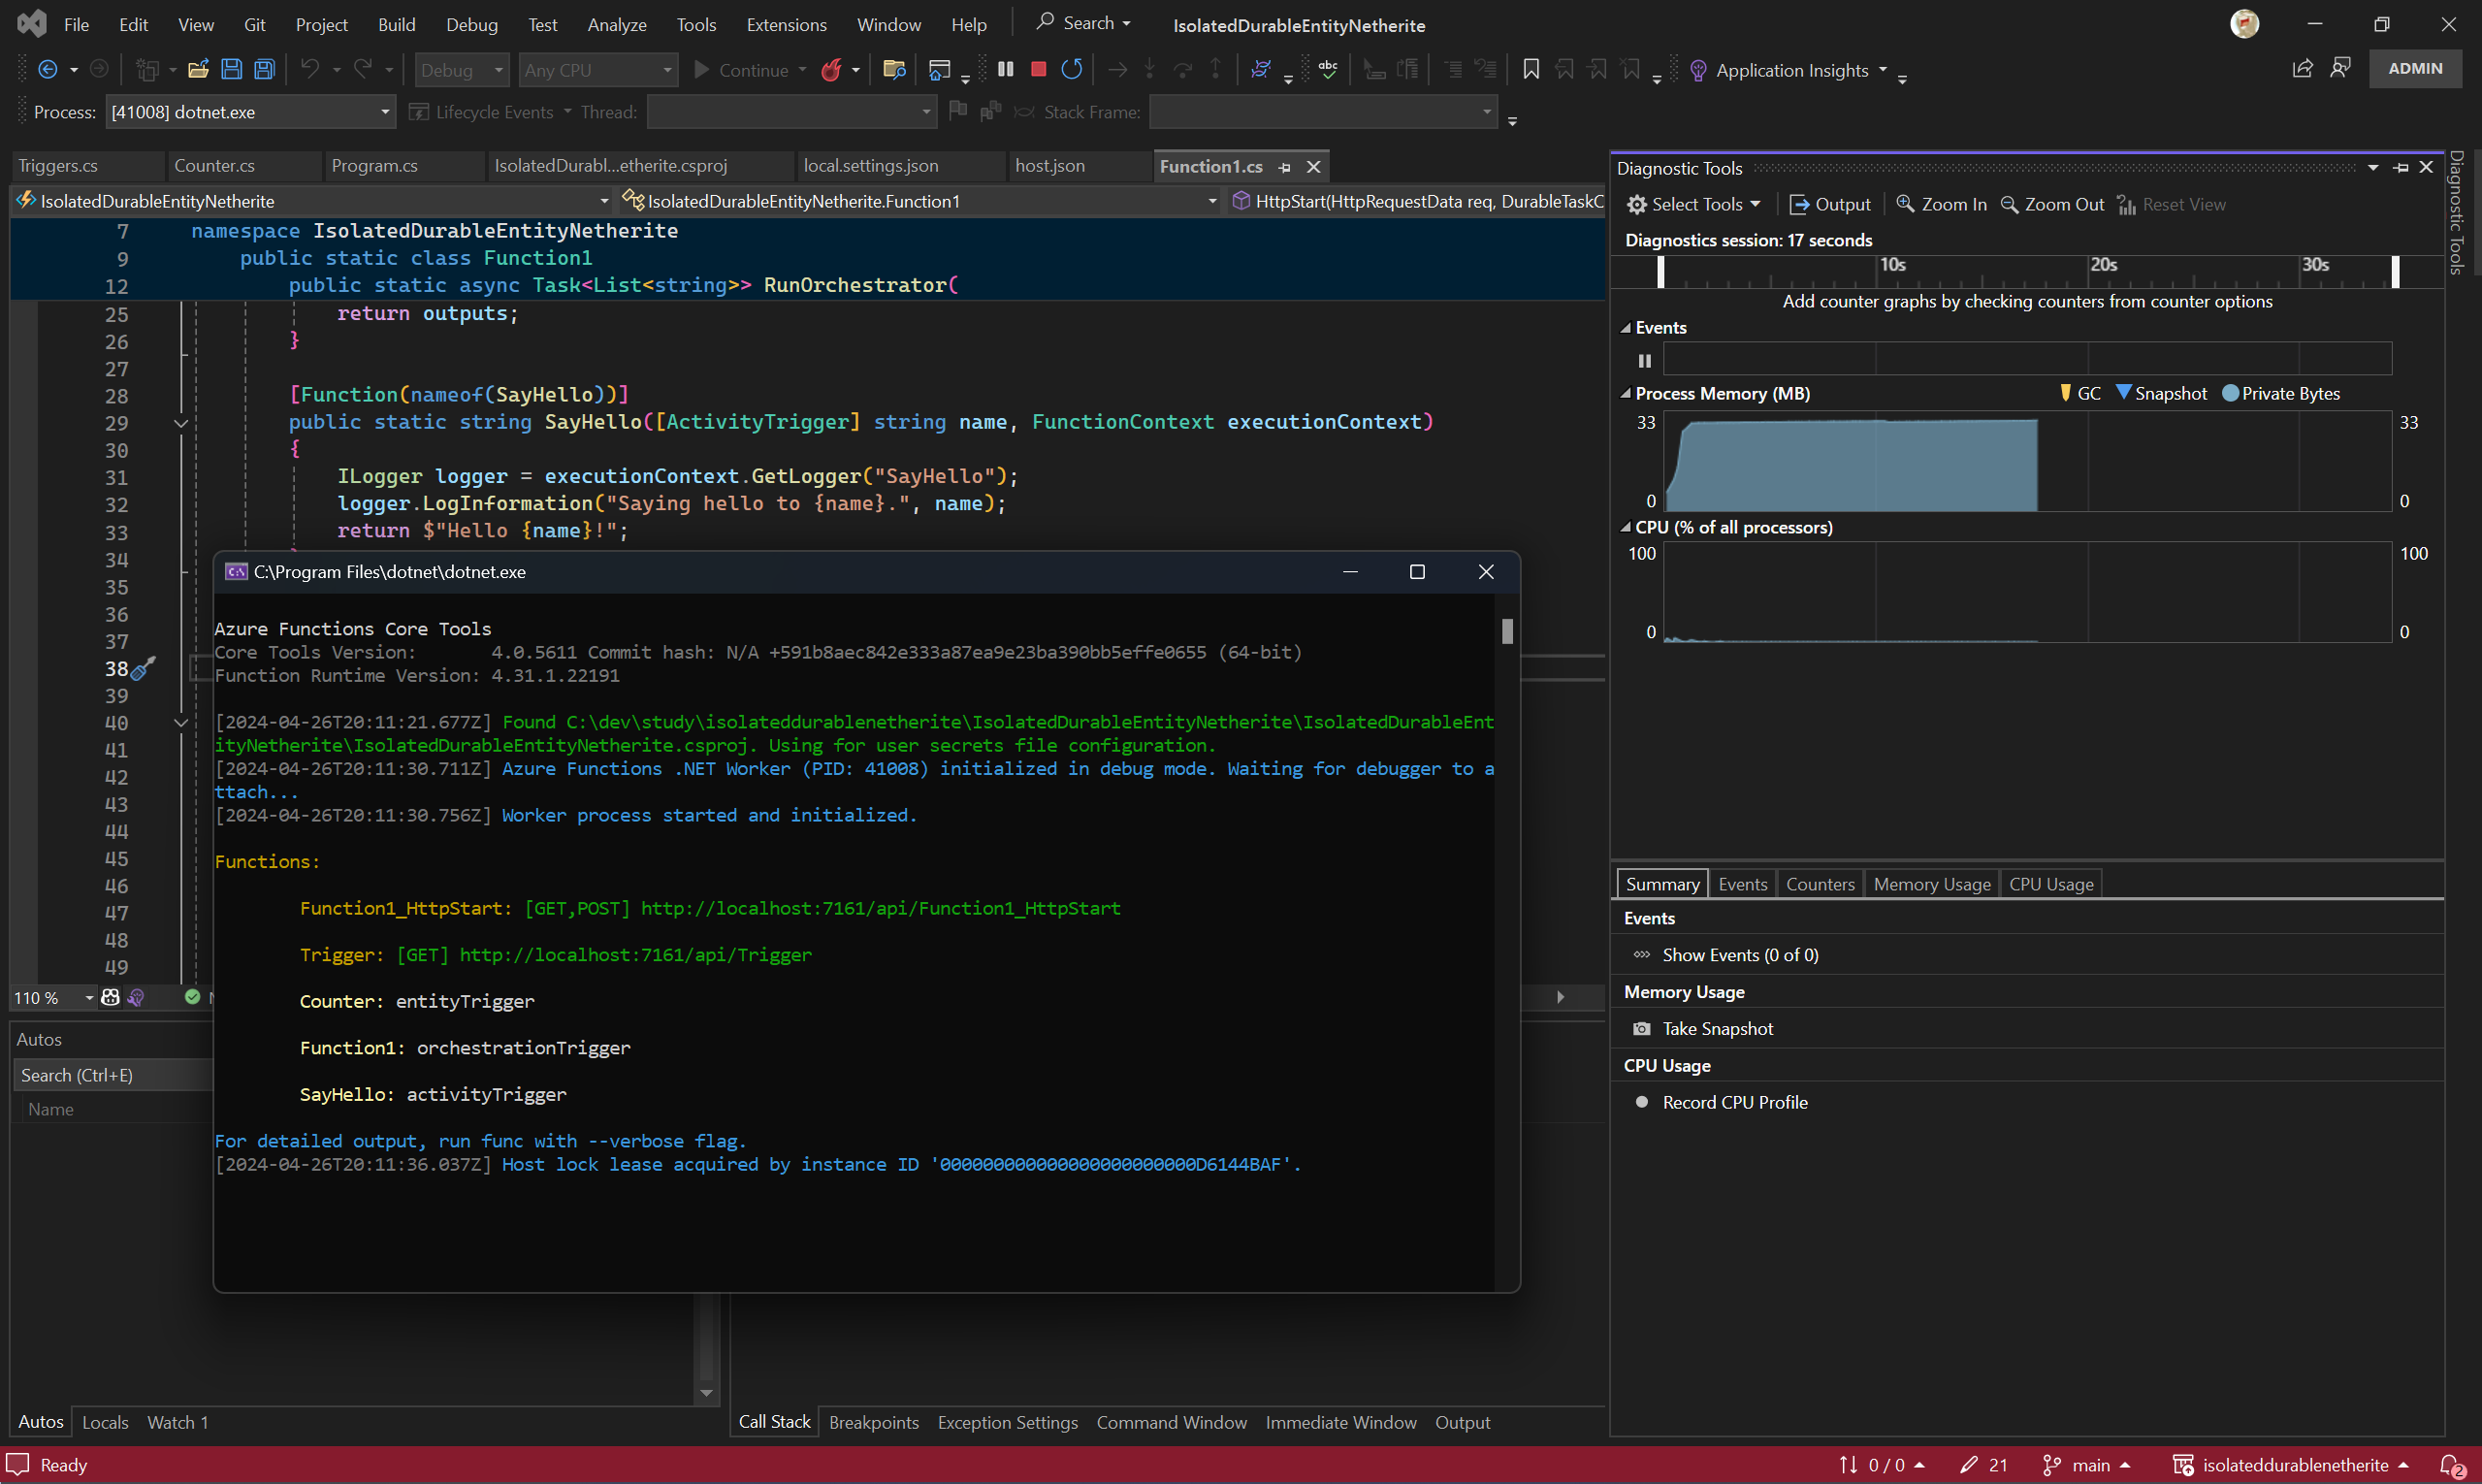 File Edit View Git Project Build Debug Test Analyze Tools Extensions Window Help Search IsolatedDurableEntityNetherite
Debug Any CPU Continue Application Insights ADMIN
Process: [41008] dotnet.exe Lifecycle Events Thread: Stack Frame:
Triggers.cs Counter.cs Program.cs IsolatedDurabl...etherite.csproj local.settings.json host.json Function1.cs
IsolatedDurableEntityNetherite IsolatedDurableEntityNetherite.Function1 HttpStart(HttpRequestData req, DurableTaskC
7 namespace IsolatedDurableEntityNetherite
9 public static class Function1
12 public static async Task<List<string>> RunOrchestrator(
25 return outputs;
26 }
27
28 [Function(nameof(SayHello))]
29 public static string SayHello([ActivityTrigger] string name, FunctionContext executionContext)
30 {
31 ILogger logger = executionContext.GetLogger("SayHello");
32 logger.LogInformation("Saying hello to {name}.", name);
33 return $"Hello {name}!";
34
35
36
37
38
39
40
41
42
43
44
45
46
47
48
49
110 %
C:\Program Files\dotnet\dotnet.exe
Azure Functions Core Tools
Core Tools Version: 4.0.5611 Commit hash: N/A +591b8aec842e333a87ea9e23ba390bb5effe0655 (64-bit)
Function Runtime Version: 4.31.1.22191
[2024-04-26T20:11:21.677Z] Found C:\dev\study\isolateddurablenetherite\IsolatedDurableEntityNetherite\IsolatedDurableEnt
ityNetherite\IsolatedDurableEntityNetherite.csproj. Using for user secrets file configuration.
[2024-04-26T20:11:30.711Z] Azure Functions .NET Worker (PID: 41008) initialized in debug mode. Waiting for debugger to a
ttach...
[2024-04-26T20:11:30.756Z] Worker process started and initialized.
Functions:
Function1_HttpStart: [GET,POST] http://localhost:7161/api/Function1_HttpStart
Trigger: [GET] http://localhost:7161/api/Trigger
Counter: entityTrigger
Function1: orchestrationTrigger
SayHello: activityTrigger
For detailed output, run func with --verbose flag.
[2024-04-26T20:11:36.037Z] Host lock lease acquired by instance ID '000000000000000000000000D6144BAF'.
Autos
Search (Ctrl+E)
Name
Autos Locals Watch 1
Call Stack Breakpoints Exception Settings Command Window Immediate Window Output
Diagnostic Tools
Select Tools Output Zoom In Zoom Out Reset View
Diagnostics session: 17 seconds
10s 20s 30s
Add counter graphs by checking counters from counter options
Events
Process Memory (MB) GC Snapshot Private Bytes
33 33
0 0
CPU (% of all processors)
100 100
0 0
Summary Events Counters Memory Usage CPU Usage
Events
Show Events (0 of 0)
Memory Usage
Take Snapshot
CPU Usage
Record CPU Profile
Diagnostic Tools
Ready 0 / 0 21 main isolateddurablenetherite 2